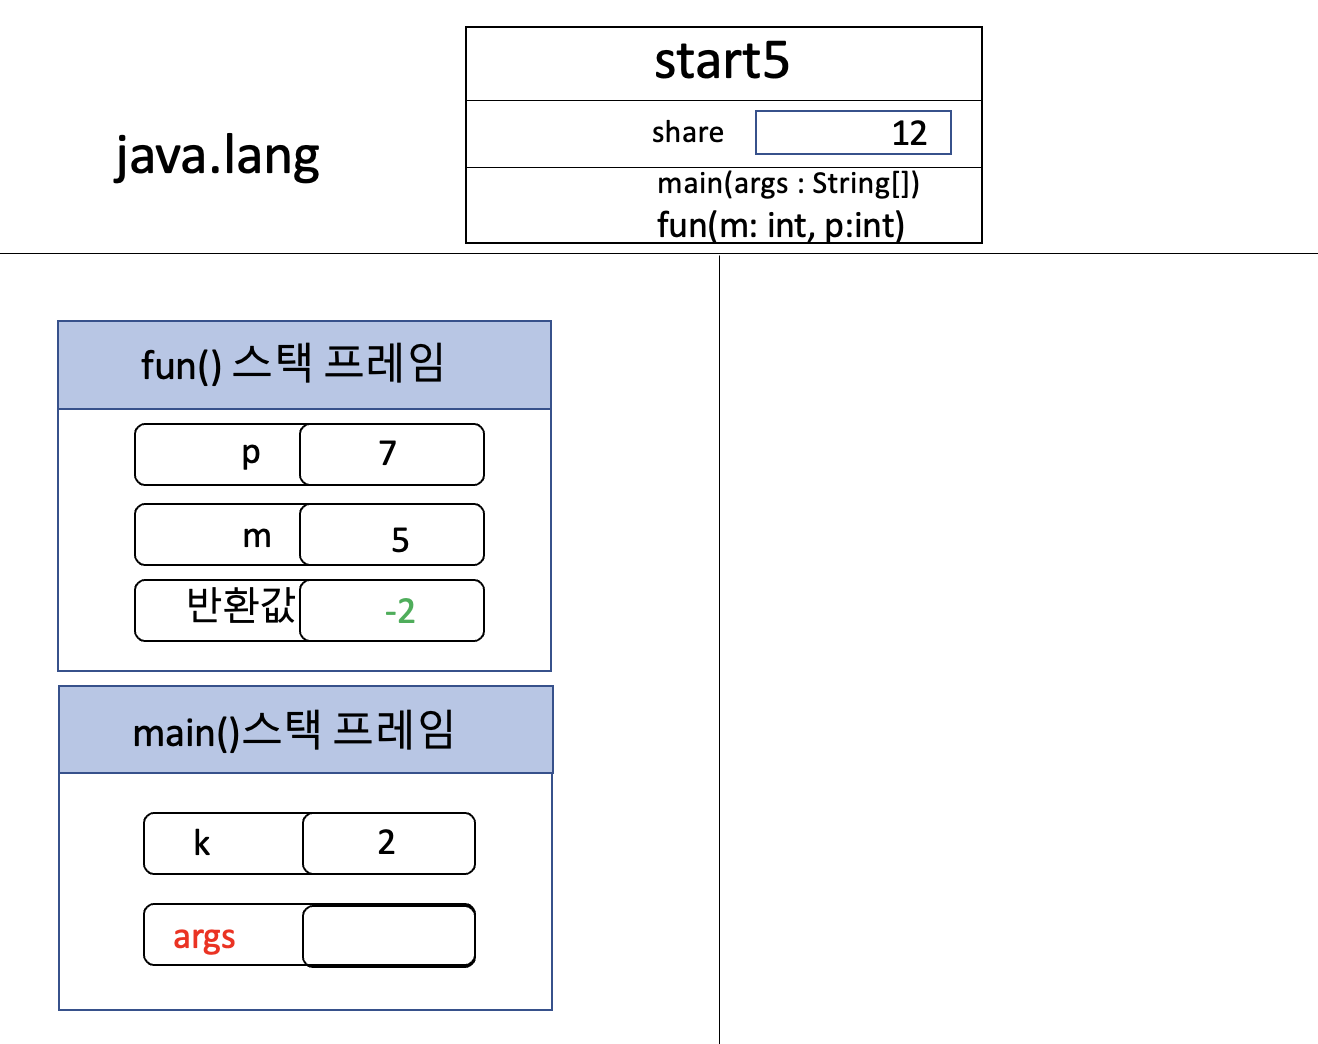 start5
share 12
java.lang
main(args : String[])
fun(m: int, p:int)
fun() 스택 프레임
p 7
m 5
반환값 -2
main()스택 프레임
k 2
args